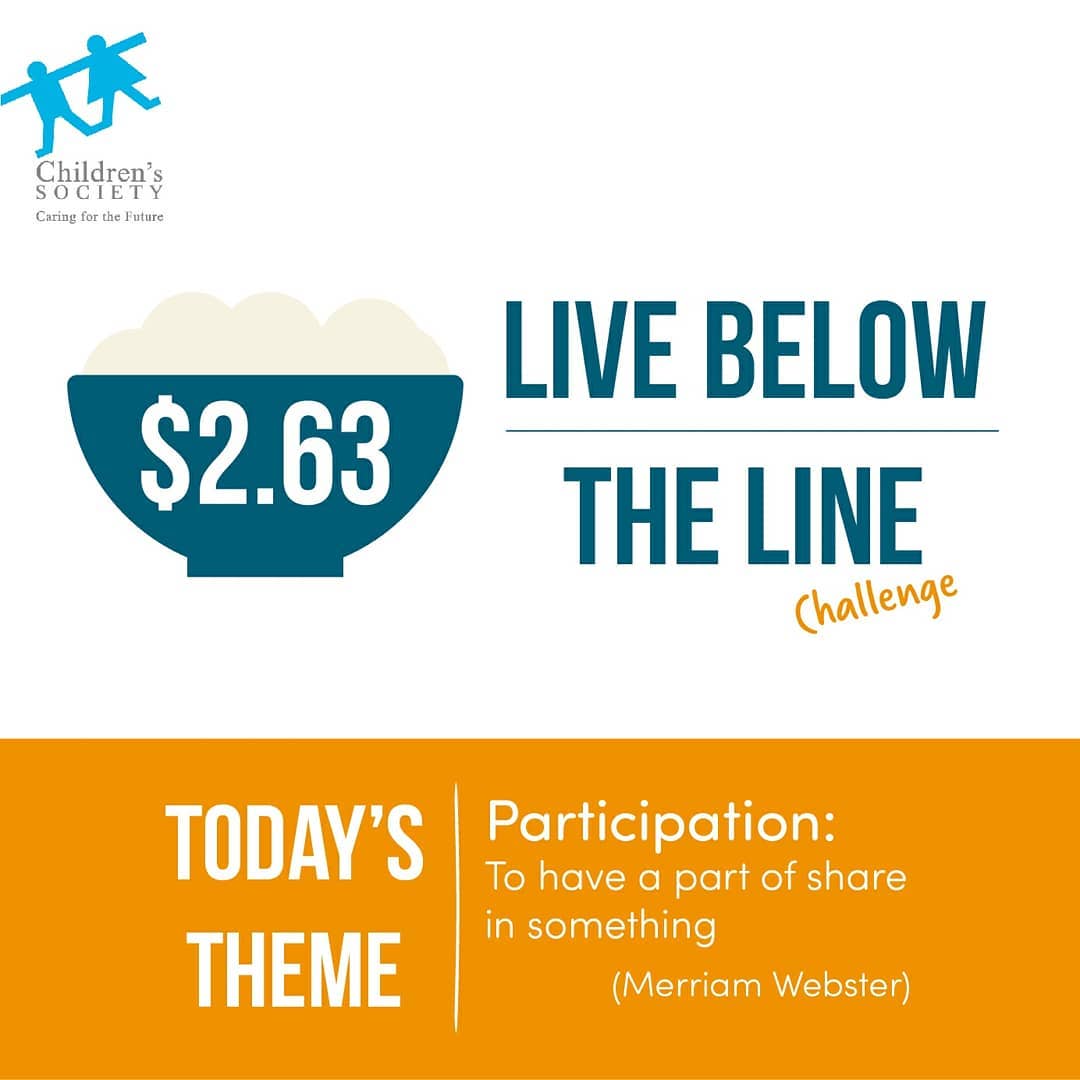 Children's
SOCIETY
Caring for the Future
$2.63
LIVE BELOW
THE LINE
Challenge
TODAY'S
THEME
Participation:
To have a part of share
in something
(Merriam Webster)